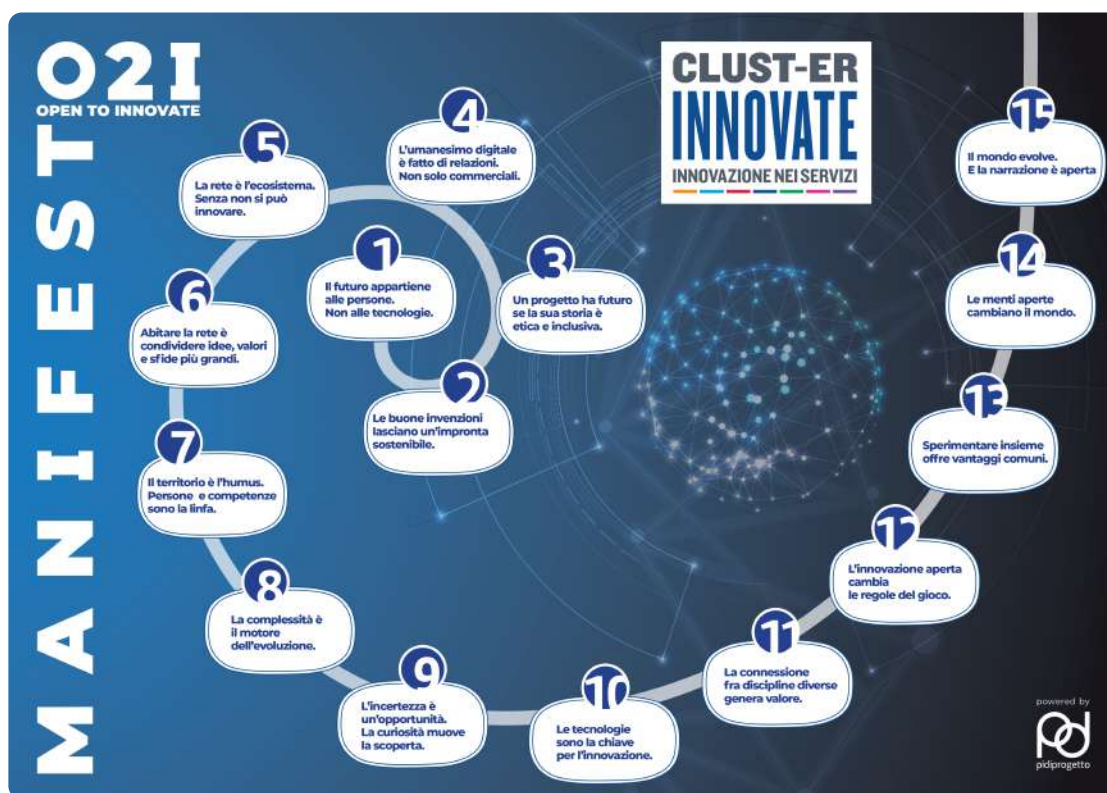 O2I
OPEN TO INNOVATE
MANIFEST
CLUST-ER
INNOVATE
INNOVAZIONE NEI SERVIZI
1
Il futuro appartiene
alle persone.
Non alle tecnologie.
2
Le buone invenzioni
lasciano un'impronta
sostenibile.
3
Un progetto ha futuro
se la sua storia è
etica e inclusiva.
4
L'umanesimo digitale
è fatto di relazioni.
Non solo commerciali.
5
La rete è l'ecosistema.
Senza non si può
innovare.
6
Abitare la rete è
condividere idee, valori
e sfide più grandi.
7
Il territorio è l'humus.
Persone e competenze
sono la linfa.
8
La complessità è
il motore
dell'evoluzione.
9
L'incertezza è
un'opportunità.
La curiosità muove
la scoperta.
10
Le tecnologie
sono la chiave
per l'innovazione.
11
La connessione
fra discipline diverse
genera valore.
12
L'innovazione aperta
cambia
le regole del gioco.
13
Sperimentare insieme
offre vantaggi comuni.
14
Le menti aperte
cambiano il mondo.
15
Il mondo evolve.
E la narrazione è aperta
powered by
pd
pidiprogetto